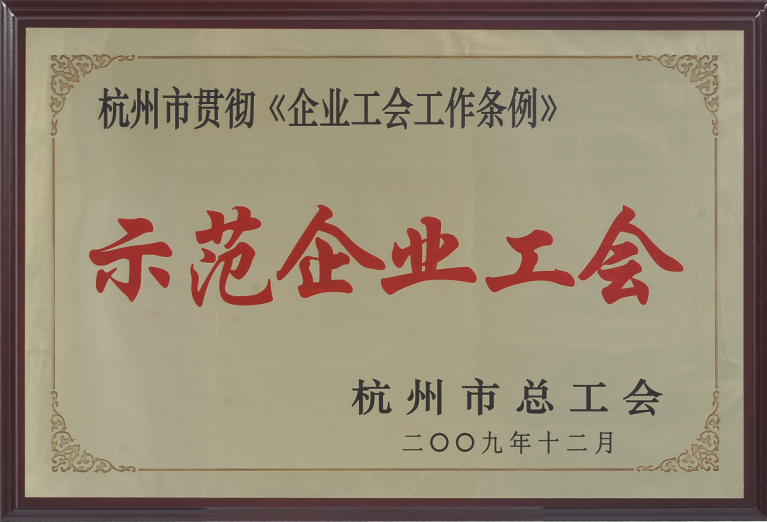 杭州市贯彻《企业工会工作条例》
示范企业工会
杭州市总工会
二〇〇九年十二月